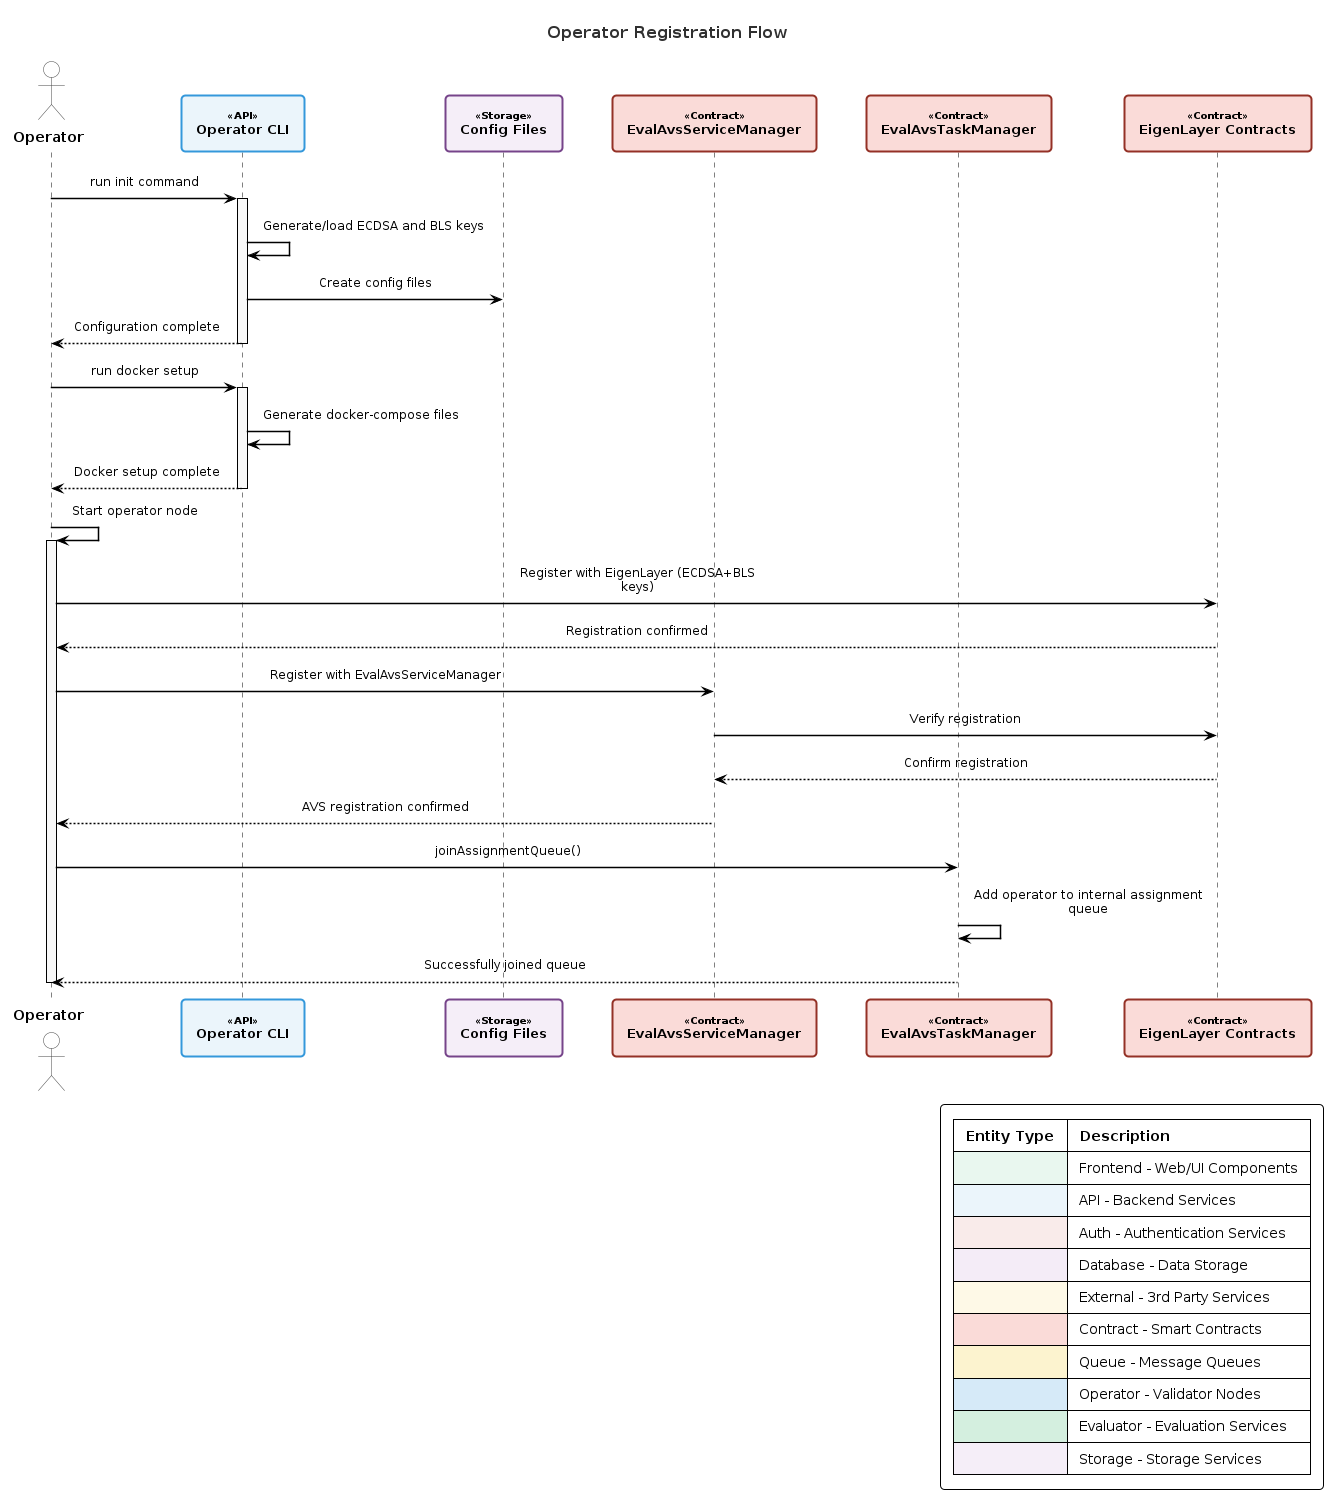 Operator Registration Flow
Operator
«API»
Operator CLI
«Storage»
Config Files
«Contract»
EvalAvsServiceManager
«Contract»
EvalAvsTaskManager
«Contract»
EigenLayer Contracts
run init command
Generate/load ECDSA and BLS keys
Create config files
Configuration complete
run docker setup
Generate docker-compose files
Docker setup complete
Start operator node
Register with EigenLayer (ECDSA+BLS
keys)
Registration confirmed
Register with EvalAvsServiceManager
Verify registration
Confirm registration
AVS registration confirmed
joinAssignmentQueue()
Add operator to internal assignment
queue
Successfully joined queue
Operator
«API»
Operator CLI
«Storage»
Config Files
«Contract»
EvalAvsServiceManager
«Contract»
EvalAvsTaskManager
«Contract»
EigenLayer Contracts
Entity Type Description
Frontend - Web/UI Components
API - Backend Services
Auth - Authentication Services
Database - Data Storage
External - 3rd Party Services
Contract - Smart Contracts
Queue - Message Queues
Operator - Validator Nodes
Evaluator - Evaluation Services
Storage - Storage Services